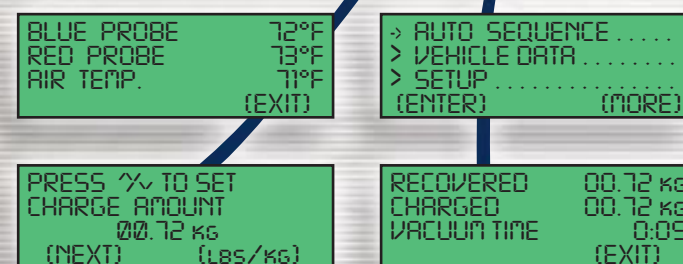 BLUE PROBE 72°F
RED PROBE 73°F
AIR TEMP. 71°F
(EXIT)
-> AUTO SEQUENCE.....
> VEHICLE DATA........
> SETUP................
(ENTER) (MORE)
PRESS ^/v TO SET
CHARGE AMOUNT
00.72 KG
(NEXT) (LBS/KG)
RECOVERED 00.72 KG
CHARGED 00.72 KG
VACUUM TIME 0:09
(EXIT)